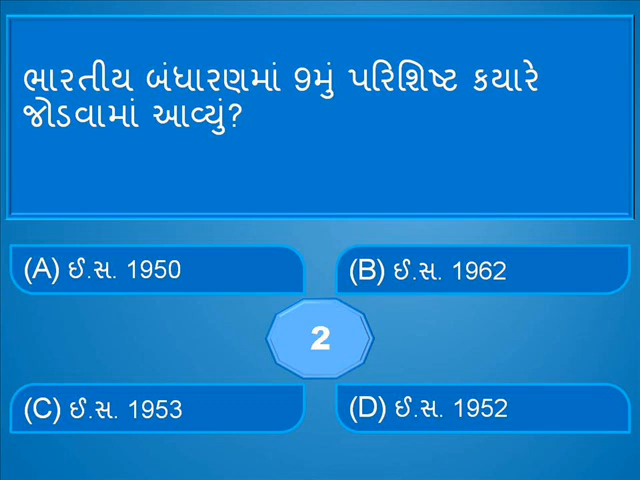 ભારતીય બંધારણમાં 9મું પરિશિષ્ટ કયારે
જોડવામાં આવ્યું?
(A) ઈ.સ. 1950
(B) ઈ.સ. 1962
2
(C) ઈ.સ. 1953
(D) ઈ.સ. 1952